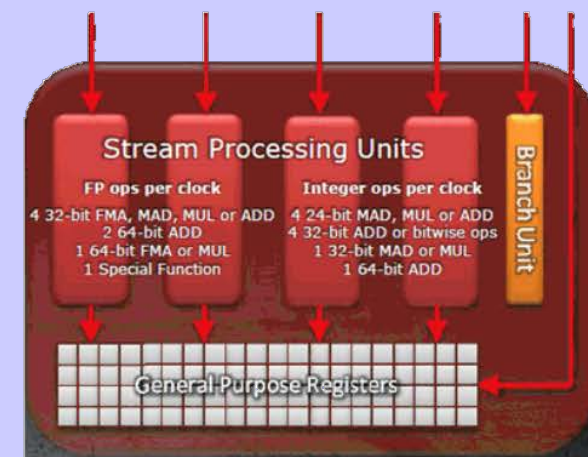 Stream Processing Units
FP ops per clock
4 32-bit FMA, MAD, MUL or ADD
2 64-bit ADD
1 64-bit FMA or MUL
1 Special Function
Integer ops per clock
4 24-bit MAD, MUL or ADD
4 32-bit ADD or bitwise ops
1 32-bit MAD or MUL
1 64-bit ADD
Branch Unit
General Purpose Registers